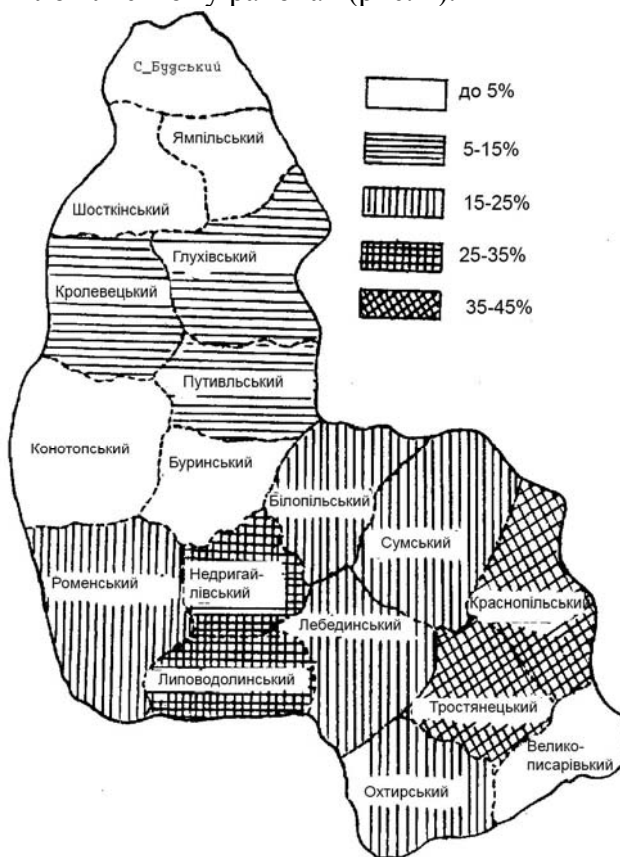 С_Будський
до 5%
Ямпільський
5-15%
Шосткінський
15-25%
Глухівський
25-35%
Кролевецький
35-45%
Путивльський
Конотопський
Буринський
Білопільський
Сумський
Роменський
Недригай-
лівський
Краснопільський
Лебединський
Липоводолинський
Тростянецький
Велико-
писарівький
Охтирський